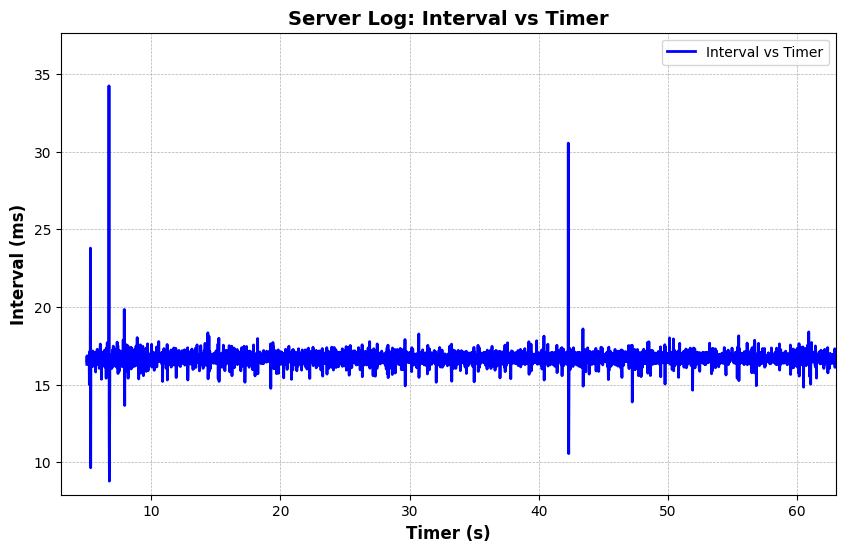 Server Log: Interval vs Timer
Interval vs Timer
Interval (ms)
35
30
25
20
15
10
10 20 30 40 50 60
Timer (s)